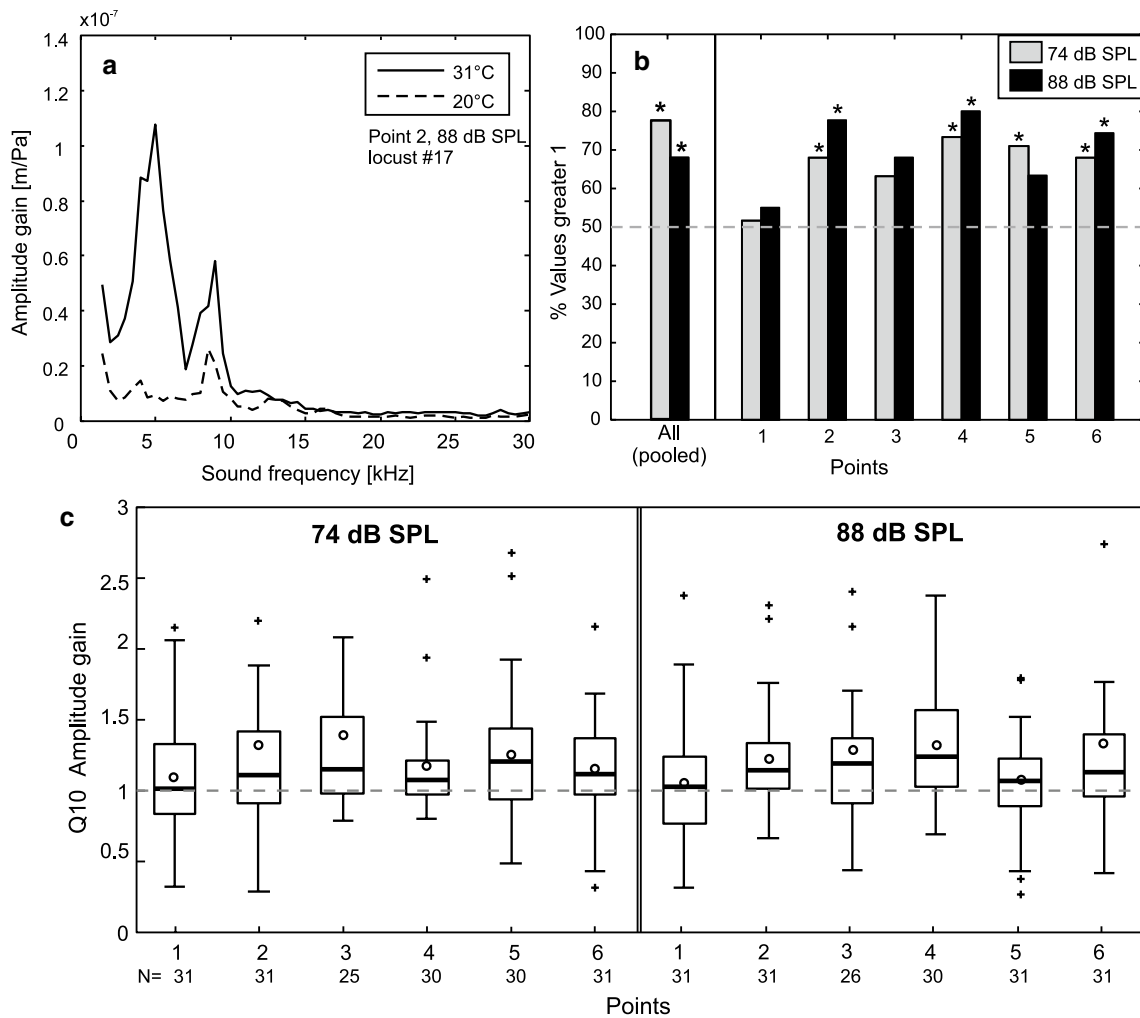 x10-7
1.4
1.2
1
0.8
0.6
0.4
0.2
0
Amplitude gain [m/Pa]
a
31°C
20°C
Point 2, 88 dB SPL
locust #17
0 5 10 15 20 25 30
Sound frequency [kHz]
100
90
80
70
60
50
40
30
20
10
0
% Values greater 1
b
74 dB SPL
88 dB SPL
* * * * * * * * *
All
(pooled)
1 2 3 4 5 6
Points
c
3
2.5
2
1.5
1
0.5
0
Q10 Amplitude gain
74 dB SPL
88 dB SPL
1 2 3 4 5 6 1 2 3 4 5 6
N= 31 31 25 30 30 31 31 31 26 30 31 31
Points